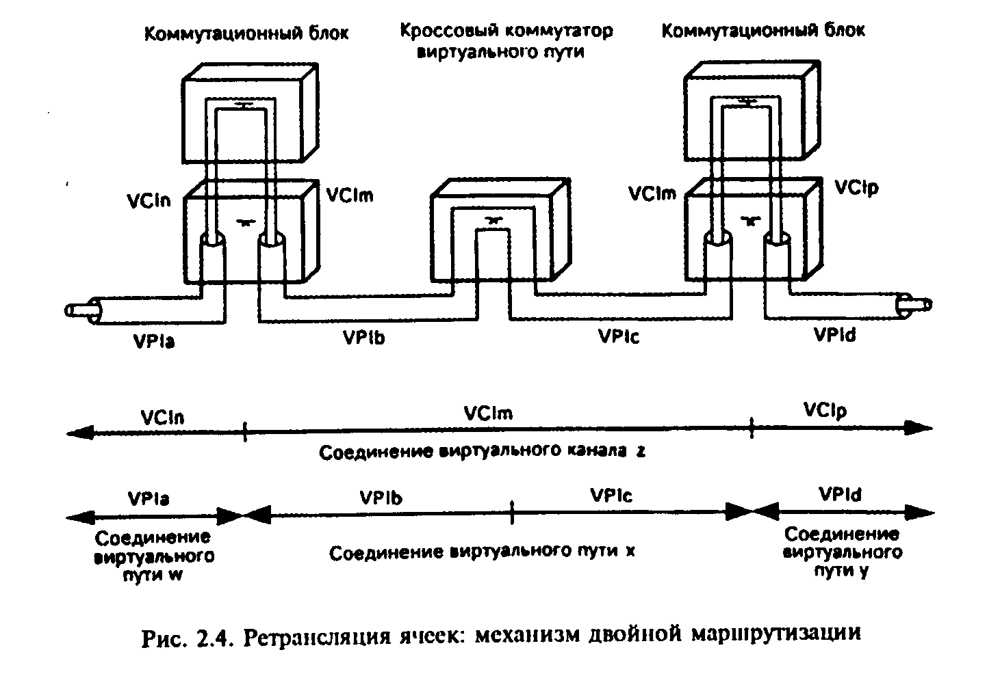 Коммутационный блок
Кроссовый коммутатор
виртуального пути
Коммутационный блок
VCIn
VCIm
VCIm
VCIp
VPIa
VPIb
VPIc
VPId
VCIn
VCIm
VCIp
Соединение виртуального канала z
VPIa
VPIb
VPIc
VPId
Соединение
виртуального
пути w
Соединение виртуального пути x
Соединение
виртуального
пути y
Рис. 2.4. Ретрансляция ячеек: механизм двойной маршрутизации